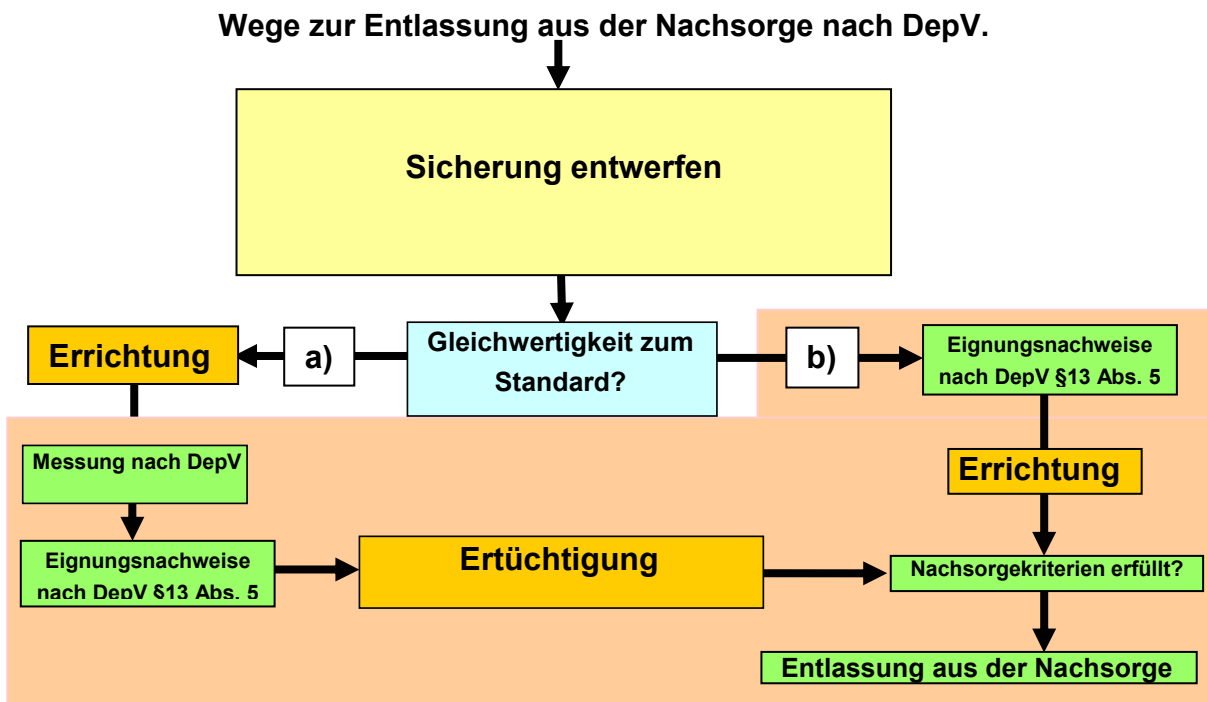 Wege zur Entlassung aus der Nachsorge nach DepV.
Sicherung entwerfen
Gleichwertigkeit zum
Standard?
a)
Errichtung
b)
Eignungsnachweise
nach DepV §13 Abs. 5
Messung nach DepV
Errichtung
Eignungsnachweise
nach DepV §13 Abs. 5
Ertüchtigung
Nachsorgekriterien erfüllt?
Entlassung aus der Nachsorge